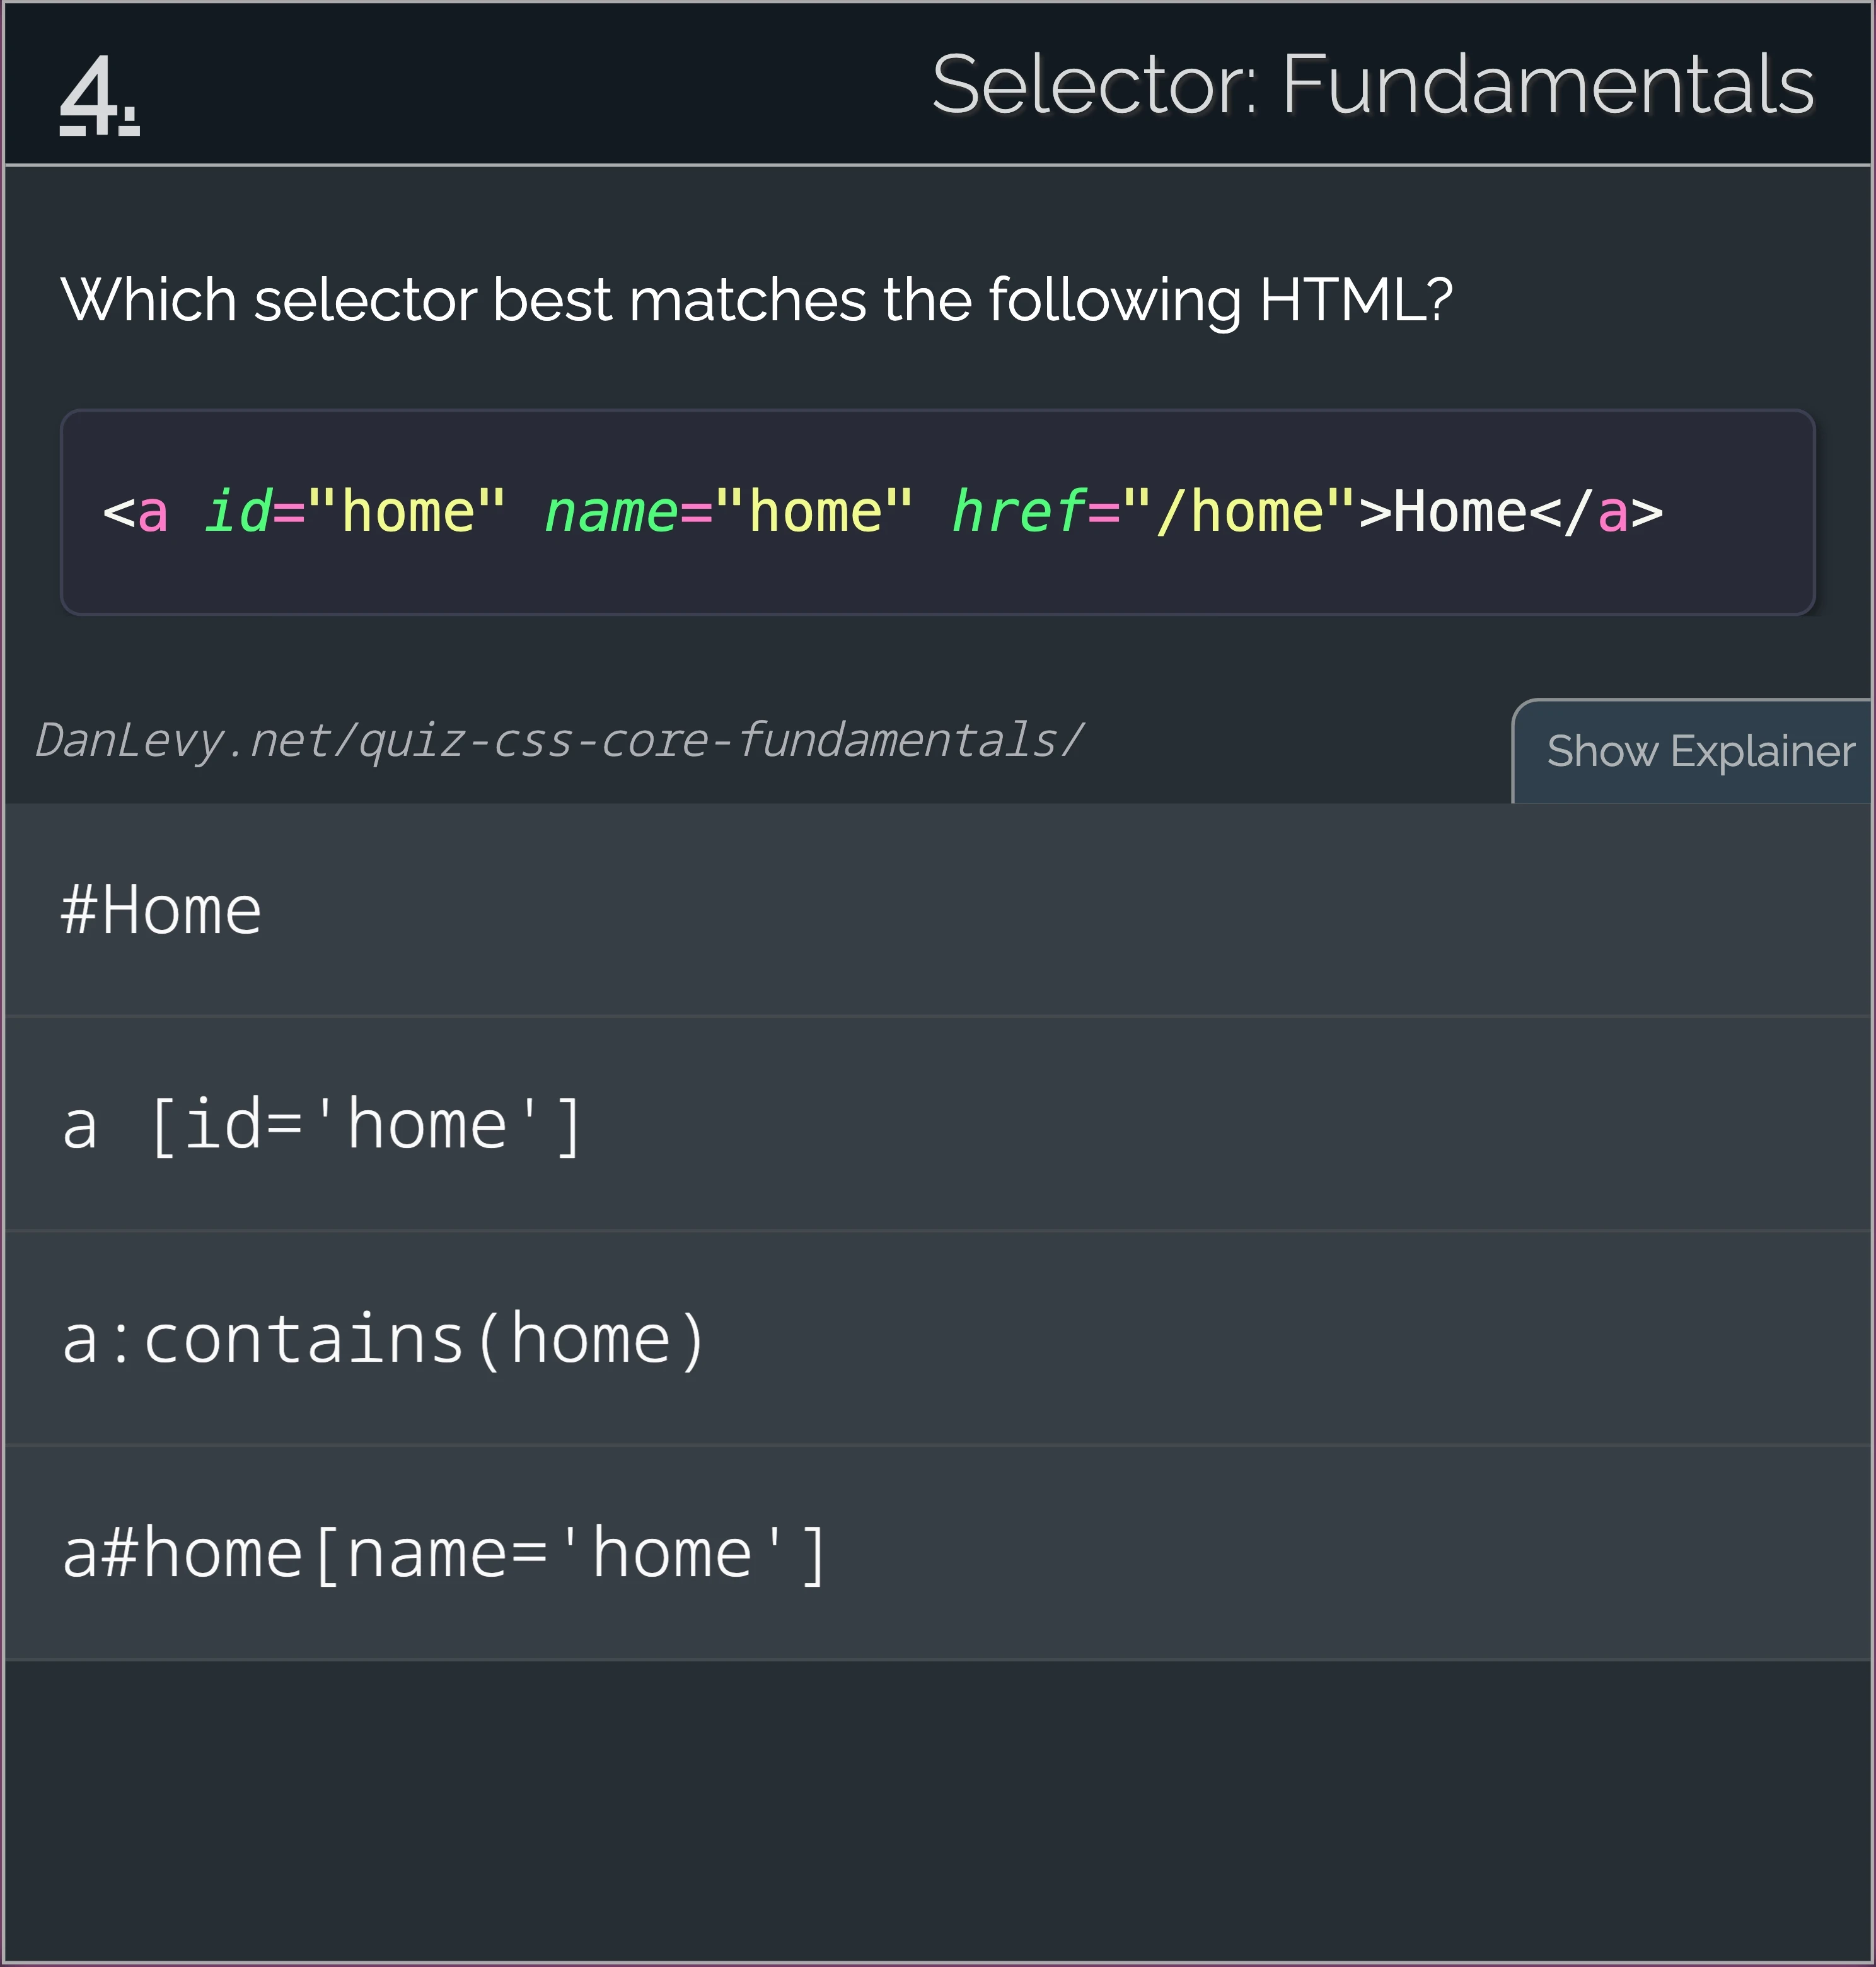 4.
Selector: Fundamentals
Which selector best matches the following HTML?
<a id="home" name="home" href="/home">Home</a>
DanLevy.net/quiz-css-core-fundamentals/
Show Explainer
#Home
a [id='home']
a:contains(home)
a#home[name='home']